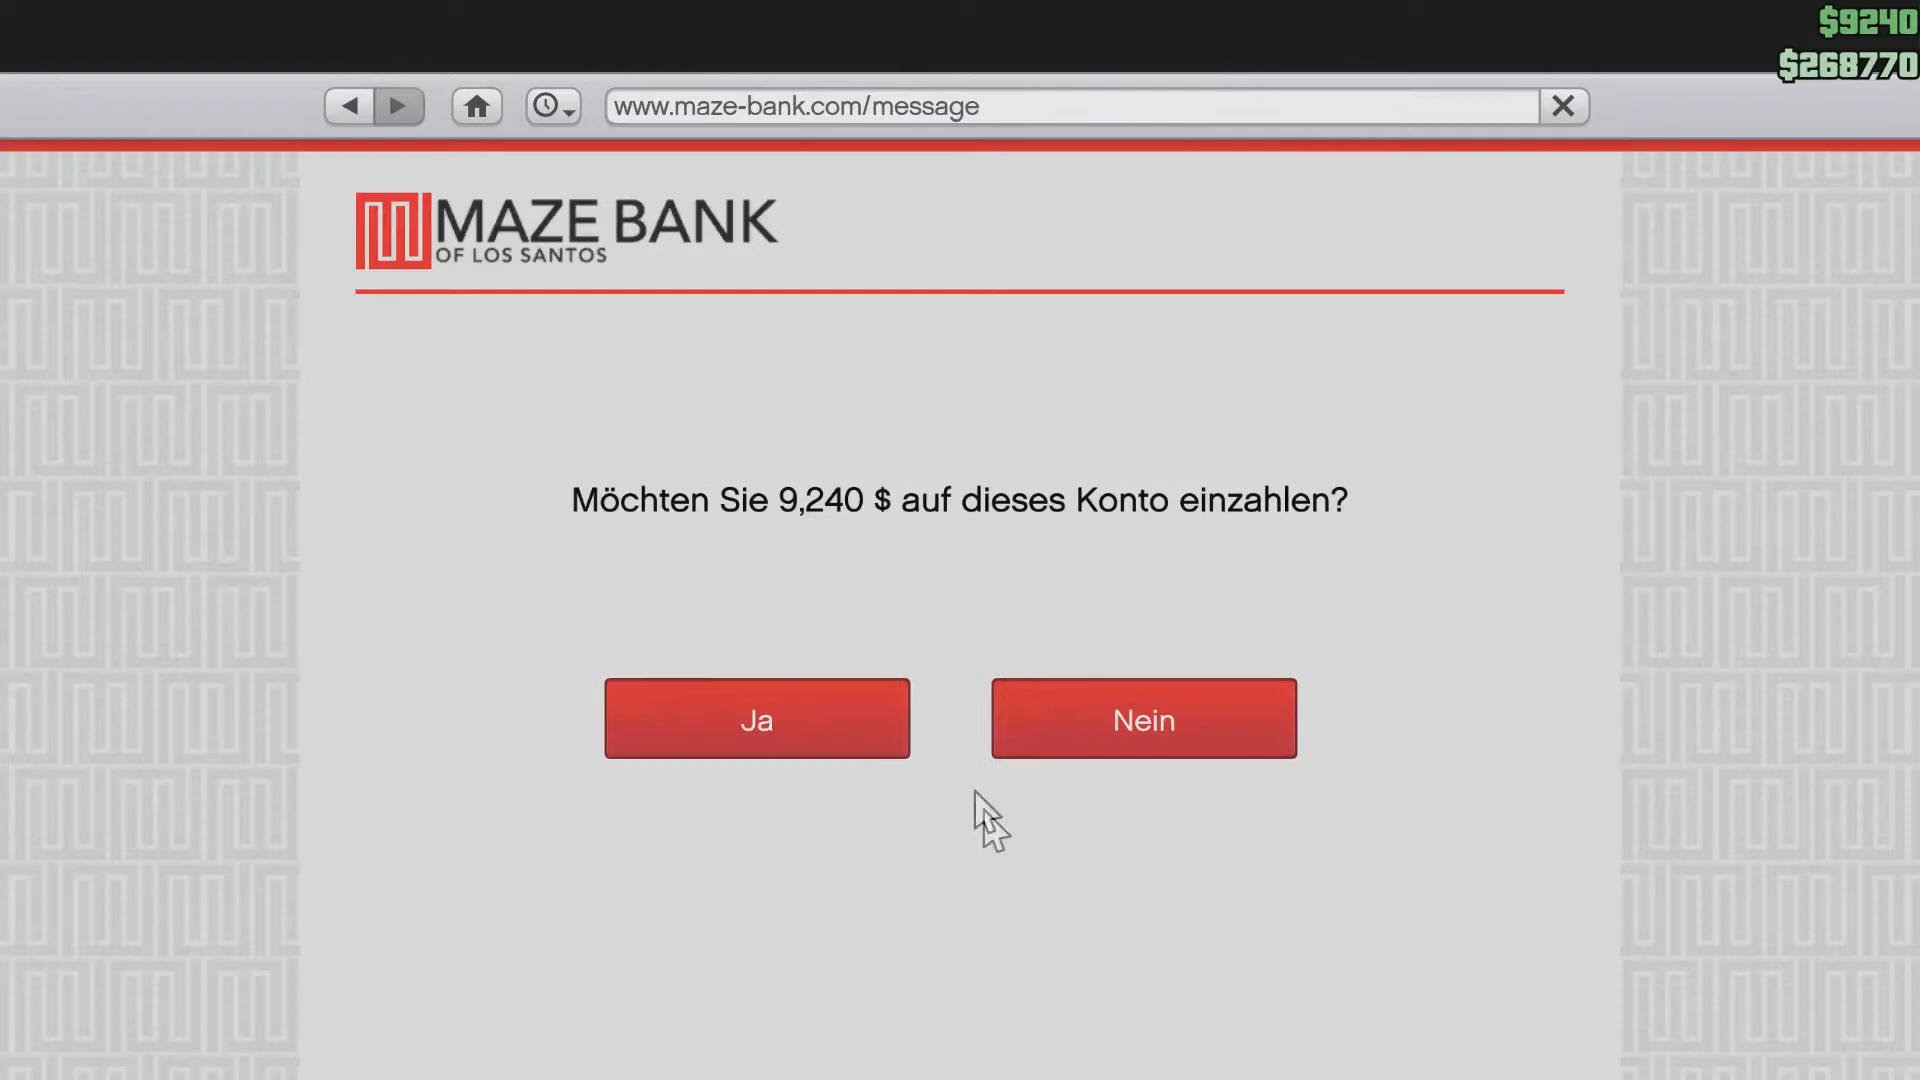 $9240
$268770
www.maze-bank.com/message
MAZE BANK
OF LOS SANTOS
Möchten Sie 9,240 $ auf dieses Konto einzahlen?
Ja
Nein